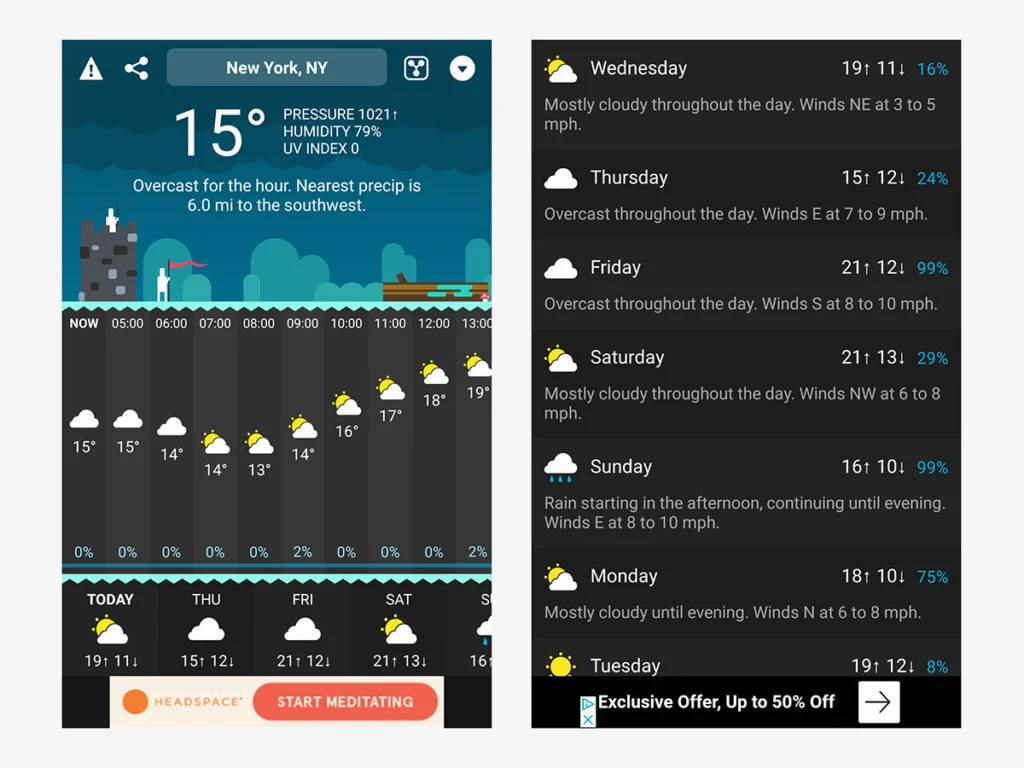 New York, NY
15°
PRESSURE 1021↑
HUMIDITY 79%
UV INDEX 0
Overcast for the hour. Nearest precip is
6.0 mi to the southwest.
NOW 05:00 06:00 07:00 08:00 09:00 10:00 11:00 12:00 13:00
15° 15° 14° 14° 13° 14° 16° 17° 18° 19°
0% 0% 0% 0% 0% 2% 0% 0% 0% 2%
TODAY THU FRI SAT
19↑ 11↓ 15↑ 12↓ 21↑ 12↓ 21↑ 13↓ 16↑
HEADSPACE START MEDITATING
Wednesday 19↑ 11↓ 16%
Mostly cloudy throughout the day. Winds NE at 3 to 5
mph.
Thursday 15↑ 12↓ 24%
Overcast throughout the day. Winds E at 7 to 9 mph.
Friday 21↑ 12↓ 99%
Overcast throughout the day. Winds S at 8 to 10 mph.
Saturday 21↑ 13↓ 29%
Mostly cloudy throughout the day. Winds NW at 6 to 8
mph.
Sunday 16↑ 10↓ 99%
Rain starting in the afternoon, continuing until evening.
Winds E at 8 to 10 mph.
Monday 18↑ 10↓ 75%
Mostly cloudy until evening. Winds N at 6 to 8 mph.
Tuesday 19↑ 12↓ 8%
Exclusive Offer, Up to 50% Off